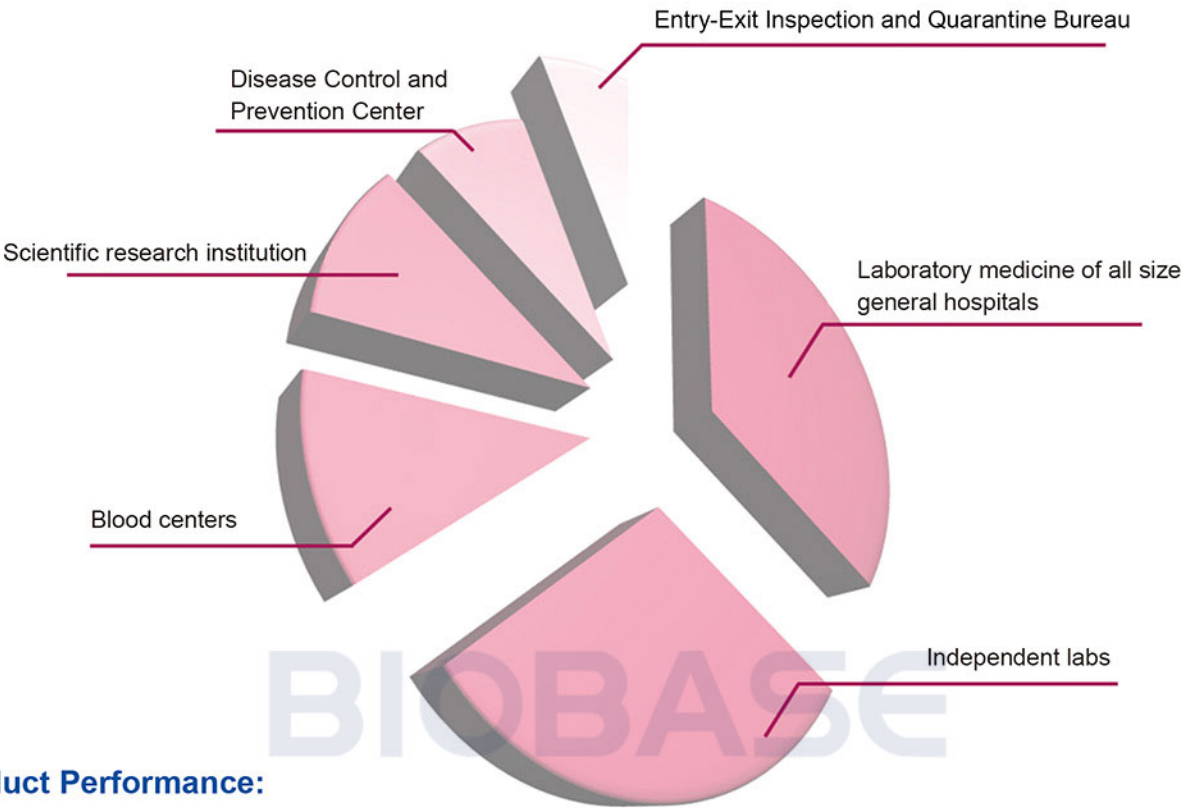 Entry-Exit Inspection and Quarantine Bureau
Disease Control and
Prevention Center
Scientific research institution
Laboratory medicine of all size
general hospitals
Blood centers
Independent labs
BIOBASE
uct Performance: